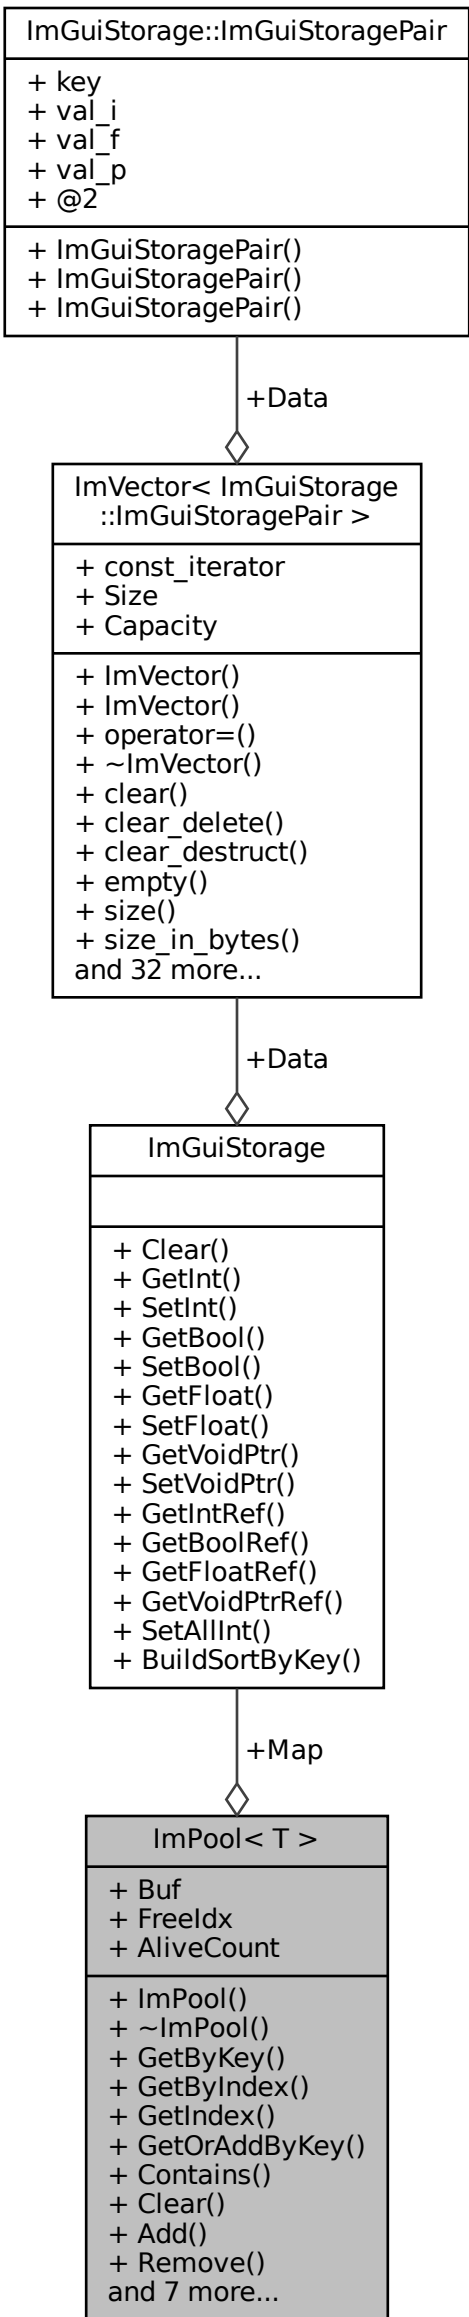 ImGuiStorage::ImGuiStoragePair
+ key
+ val_i
+ val_f
+ val_p
+ @2
+ ImGuiStoragePair()
+ ImGuiStoragePair()
+ ImGuiStoragePair()
+Data
ImVector< ImGuiStorage
::ImGuiStoragePair >
+ const_iterator
+ Size
+ Capacity
+ ImVector()
+ ImVector()
+ operator=()
+ ~ImVector()
+ clear()
+ clear_delete()
+ clear_destruct()
+ empty()
+ size()
+ size_in_bytes()
and 32 more...
+Data
ImGuiStorage
+ Clear()
+ GetInt()
+ SetInt()
+ GetBool()
+ SetBool()
+ GetFloat()
+ SetFloat()
+ GetVoidPtr()
+ SetVoidPtr()
+ GetIntRef()
+ GetBoolRef()
+ GetFloatRef()
+ GetVoidPtrRef()
+ SetAllInt()
+ BuildSortByKey()
+Map
ImPool< T >
+ Buf
+ FreeIdx
+ AliveCount
+ ImPool()
+ ~ImPool()
+ GetByKey()
+ GetByIndex()
+ GetIndex()
+ GetOrAddByKey()
+ Contains()
+ Clear()
+ Add()
+ Remove()
and 7 more...